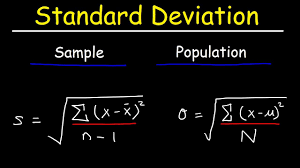 Standard Deviation
Sample Population
s = √(Σ(x-x̄)²/n-1) σ = √(Σ(x-μ)²/N)